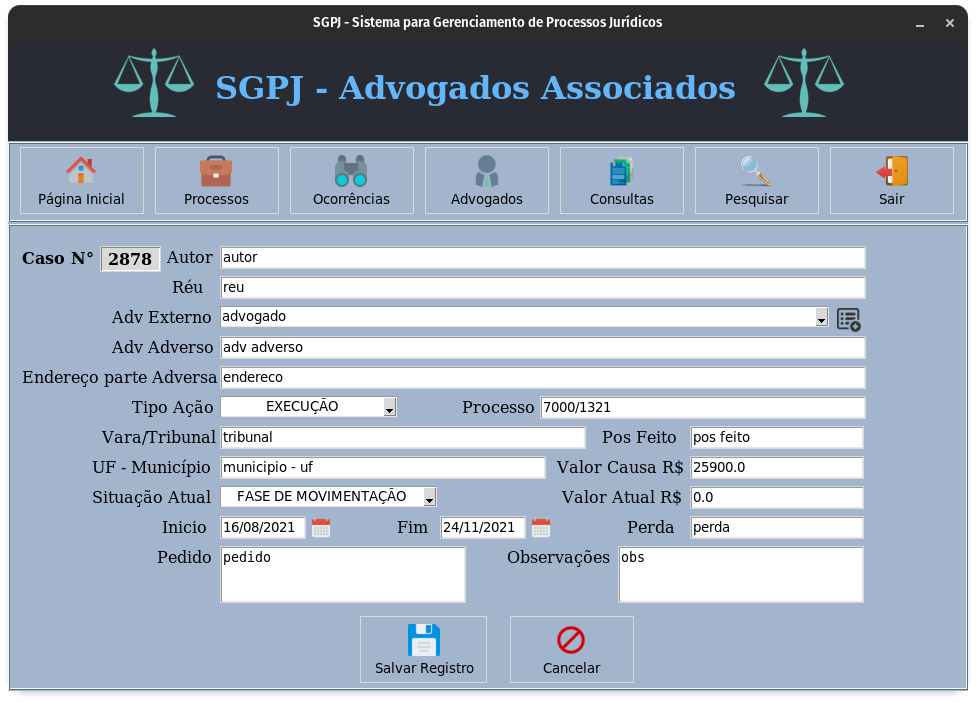 SGPJ - Sistema para Gerenciamento de Processos Jurídicos
SGPJ - Advogados Associados
Página Inicial Processos Ocorrências Advogados Consultas Pesquisar Sair
Caso N° 2878 Autor autor
Réu reu
Adv Externo advogado
Adv Adverso adv adverso
Endereço parte Adversa endereco
Tipo Ação EXECUÇÃO Processo 7000/1321
Vara/Tribunal tribunal Pos Feito pos feito
UF - Município municipio - uf Valor Causa R$ 25900.0
Situação Atual FASE DE MOVIMENTAÇÃO Valor Atual R$ 0.0
Inicio 16/08/2021 Fim 24/11/2021 Perda perda
Pedido pedido Observações obs
Salvar Registro Cancelar